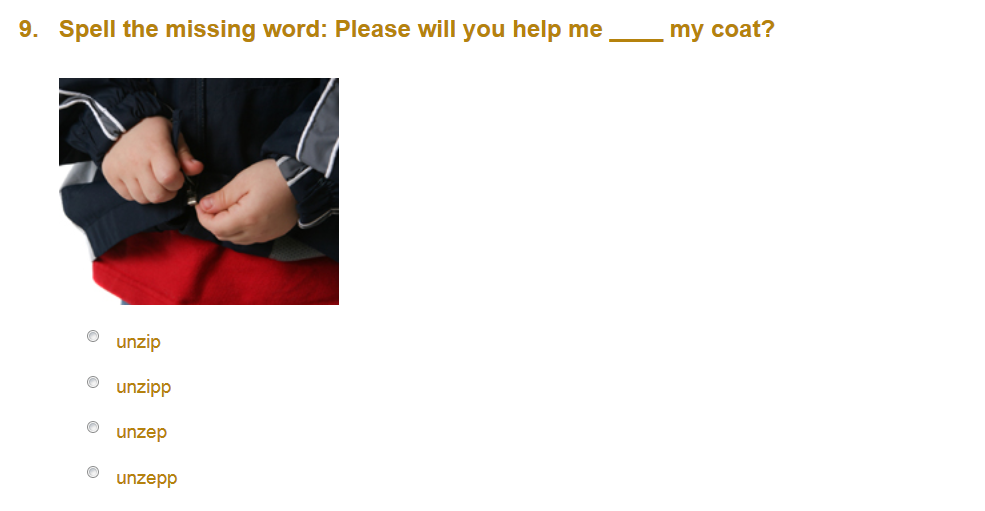 9. Spell the missing word: Please will you help me ____ my coat?
unzip
unzipp
unzep
unzepp